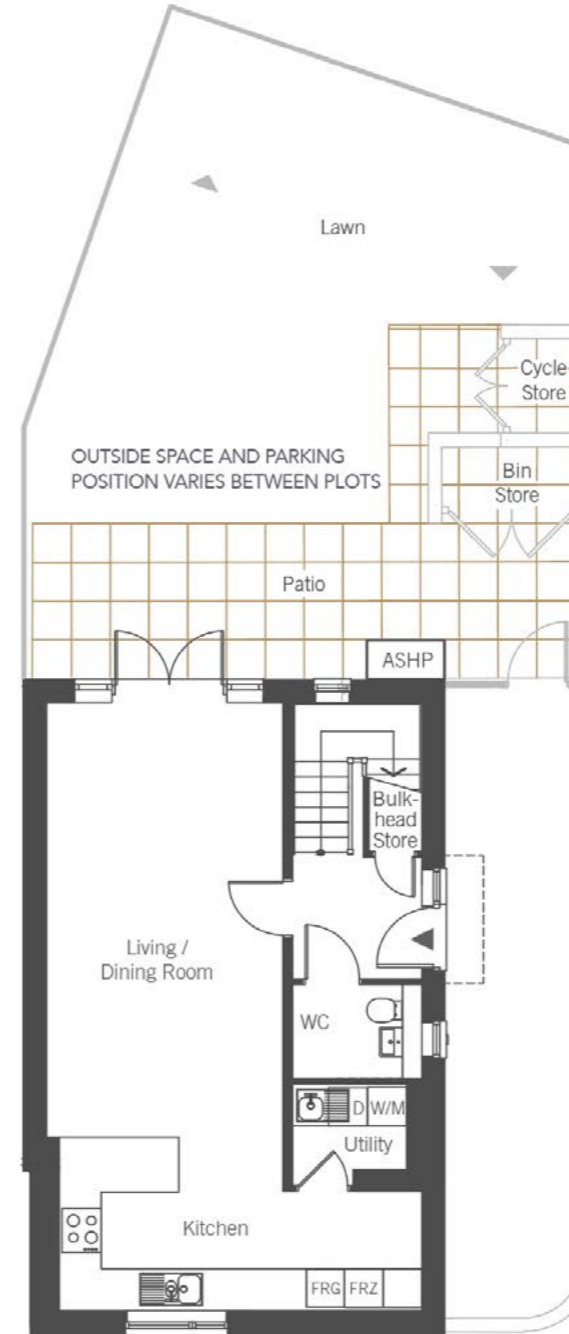 Lawn
Cycle
Store
OUTSIDE SPACE AND PARKING
POSITION VARIES BETWEEN PLOTS
Bin
Store
Patio
ASHP
Bulk-
head
Store
Living /
Dining Room
WC
D W/M
Utility
Kitchen
FRG FRZ